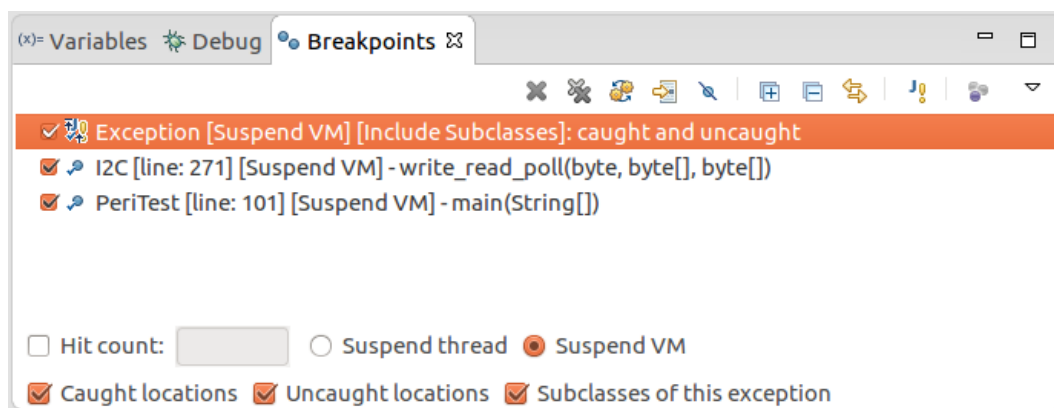 (x)= Variables Debug Breakpoints
Exception [Suspend VM] [Include Subclasses]: caught and uncaught
I2C [line: 271] [Suspend VM] - write_read_poll(byte, byte[], byte[])
PeriTest [line: 101] [Suspend VM] - main(String[])
Hit count: Suspend thread Suspend VM
Caught locations Uncaught locations Subclasses of this exception